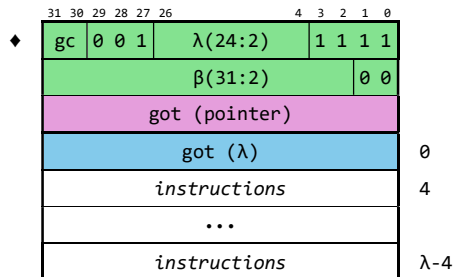 31 30 29 28 27 26 4 3 2 1 0
♦ gc 0 0 1 λ(24:2) 1 1 1 1
β(31:2) 0 0
got (pointer)
got (λ) 0
instructions 4
...
instructions λ-4